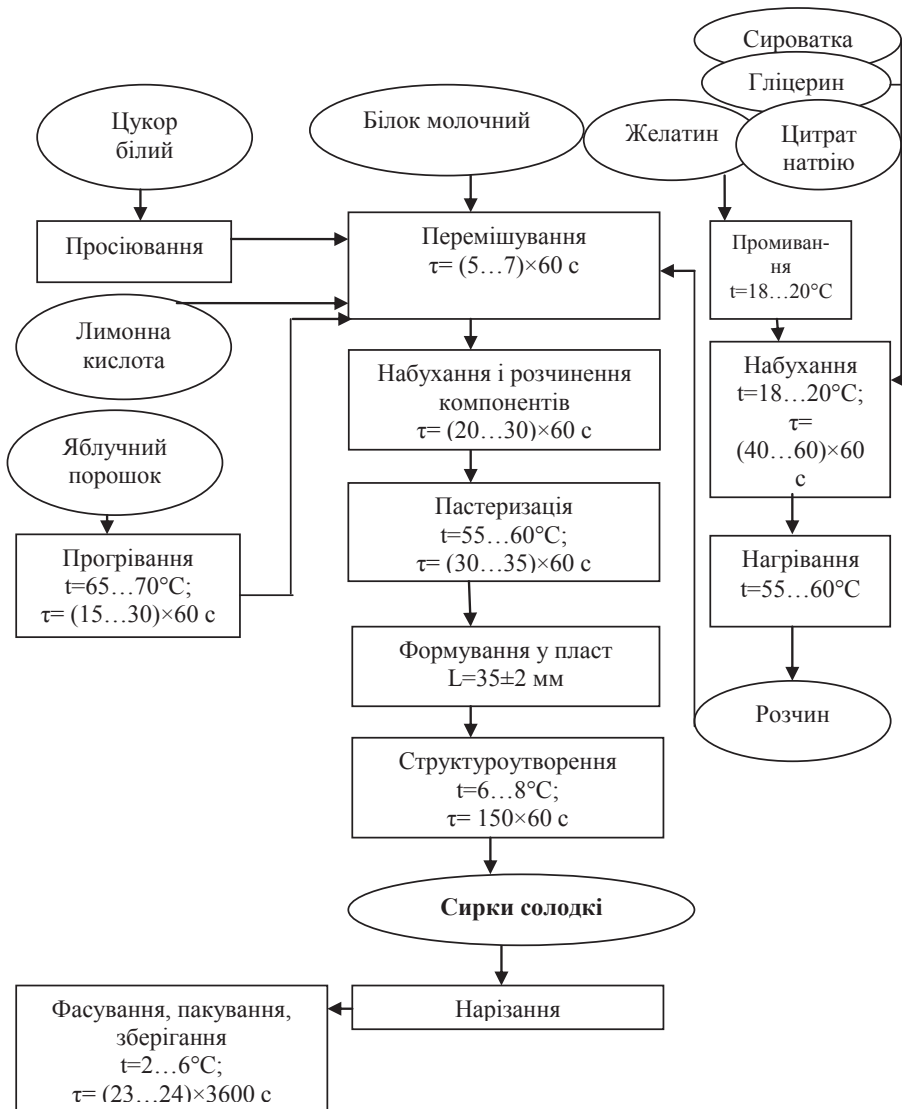 Сироватка
Гліцерин
Цукор
білий
Білок молочний
Желатин
Цитрат
натрію
Просіювання
Перемішування
τ= (5…7)×60 с
Промиван-
ня
t=18…20°С
Лимонна
кислота
Набухання і розчинення
компонентів
τ= (20…30)×60 с
Набухання
t=18…20°С;
τ=
(40…60)×60
с
Яблучний
порошок
Пастеризація
t=55…60°С;
τ= (30…35)×60 с
Прогрівання
t=65…70°С;
τ= (15…30)×60 с
Нагрівання
t=55…60°С
Формування у пласт
L=35±2 мм
Розчин
Структуроутворення
t=6…8°С;
τ= 150×60 с
Сирки солодкі
Нарізання
Фасування, пакування,
зберігання
t=2…6°С;
τ= (23…24)×3600 с